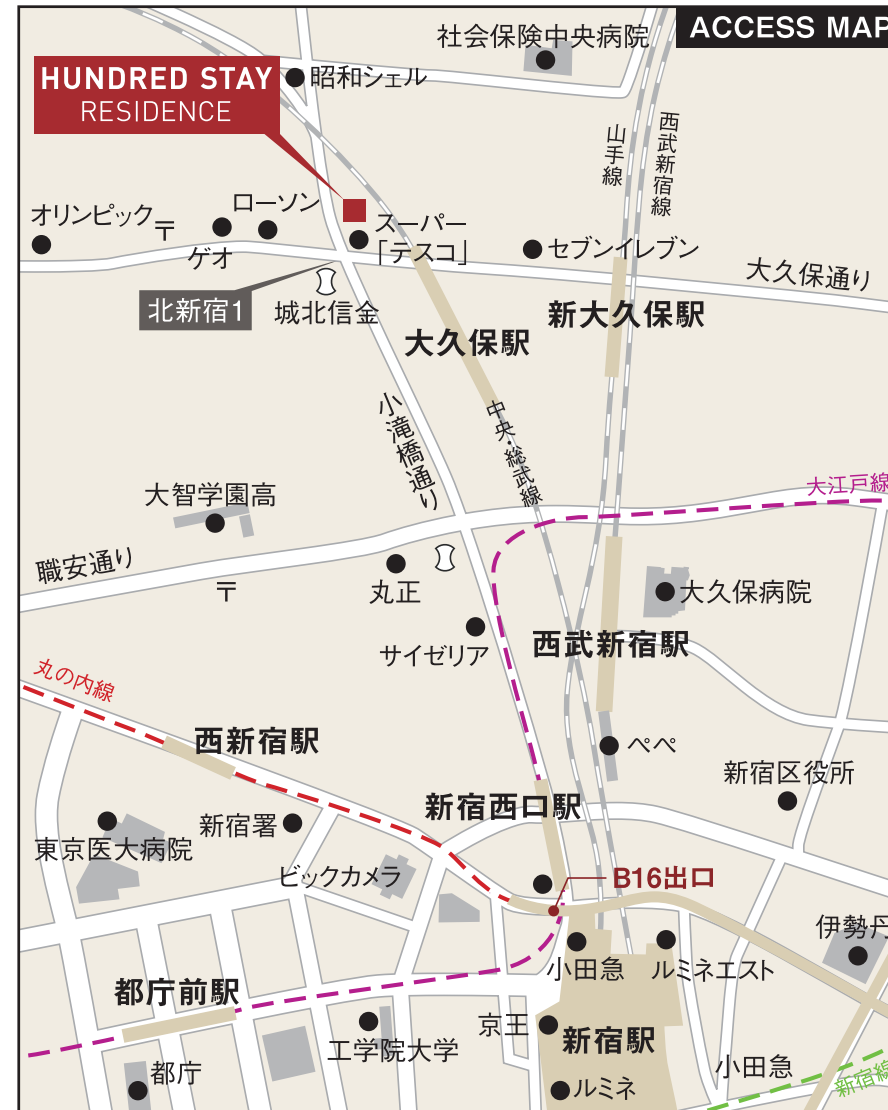 ACCESS MAP
社会保険中央病院
HUNDRED STAY
RESIDENCE
昭和シェル
山手線
西武新宿線
オリンピック
〒
ゲオ
ローソン
スーパー
「テスコ」
セブンイレブン
大久保通り
北新宿1
城北信金
大久保駅
新大久保駅
小滝橋通り
中央・総武線
大智学園高
大江戸線
職安通り
〒
丸正
大久保病院
サイゼリア
西武新宿駅
丸の内線
西新宿駅
ぺぺ
新宿区役所
新宿西口駅
新宿署
東京医大病院
ビックカメラ
B16出口
伊勢丹
小田急
ルミネエスト
都庁前駅
京王
新宿駅
工学院大学
都庁
小田急
ルミネ
新宿線